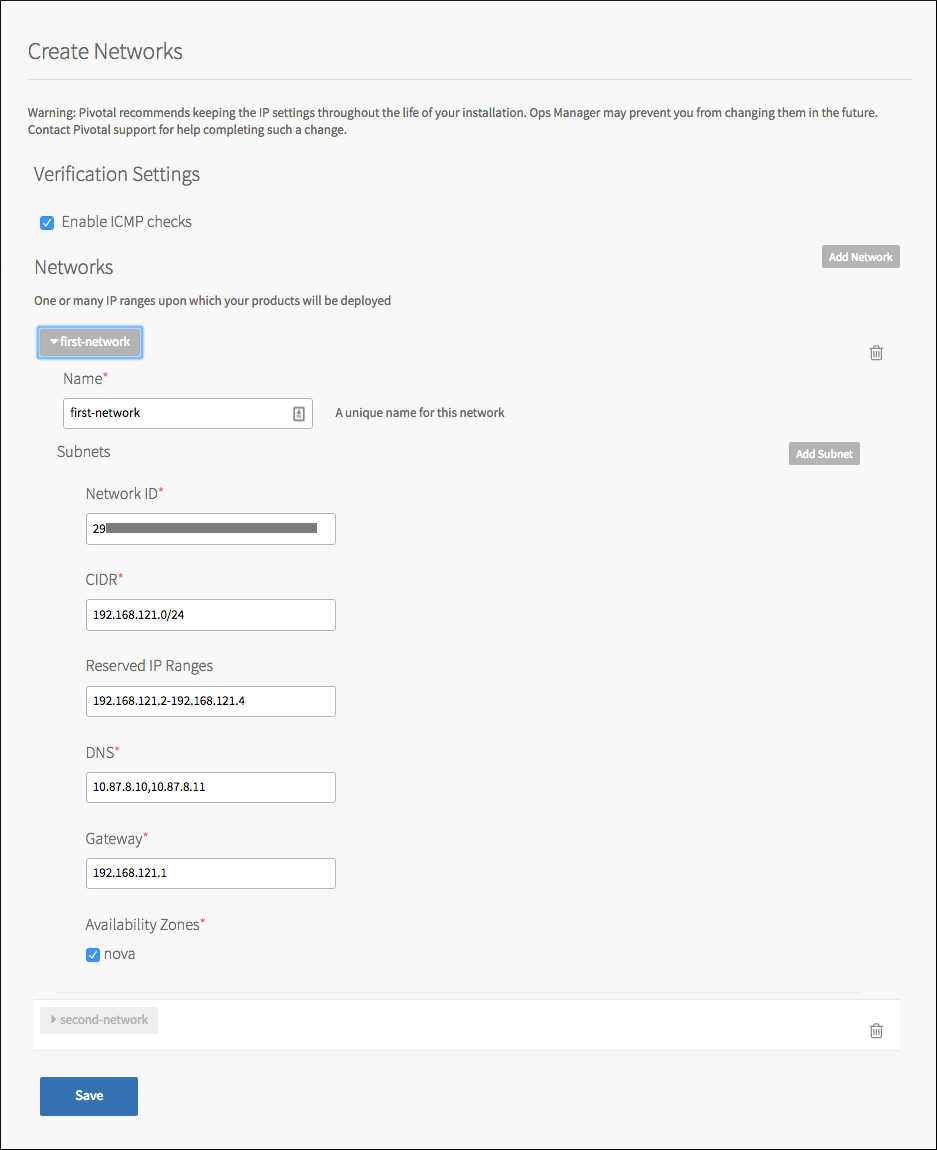 Create Networks
Warning: Pivotal recommends keeping the IP settings throughout the life of your installation. Ops Manager may prevent you from changing them in the future.
Contact Pivotal support for help completing such a change.
Verification Settings
Enable ICMP checks
Networks
Add Network
One or many IP ranges upon which your products will be deployed
first-network
Name*
first-network
A unique name for this network
Subnets
Add Subnet
Network ID*
29
CIDR*
192.168.121.0/24
Reserved IP Ranges
192.168.121.2-192.168.121.4
DNS*
10.87.8.10,10.87.8.11
Gateway*
192.168.121.1
Availability Zones*
nova
second-network
Save